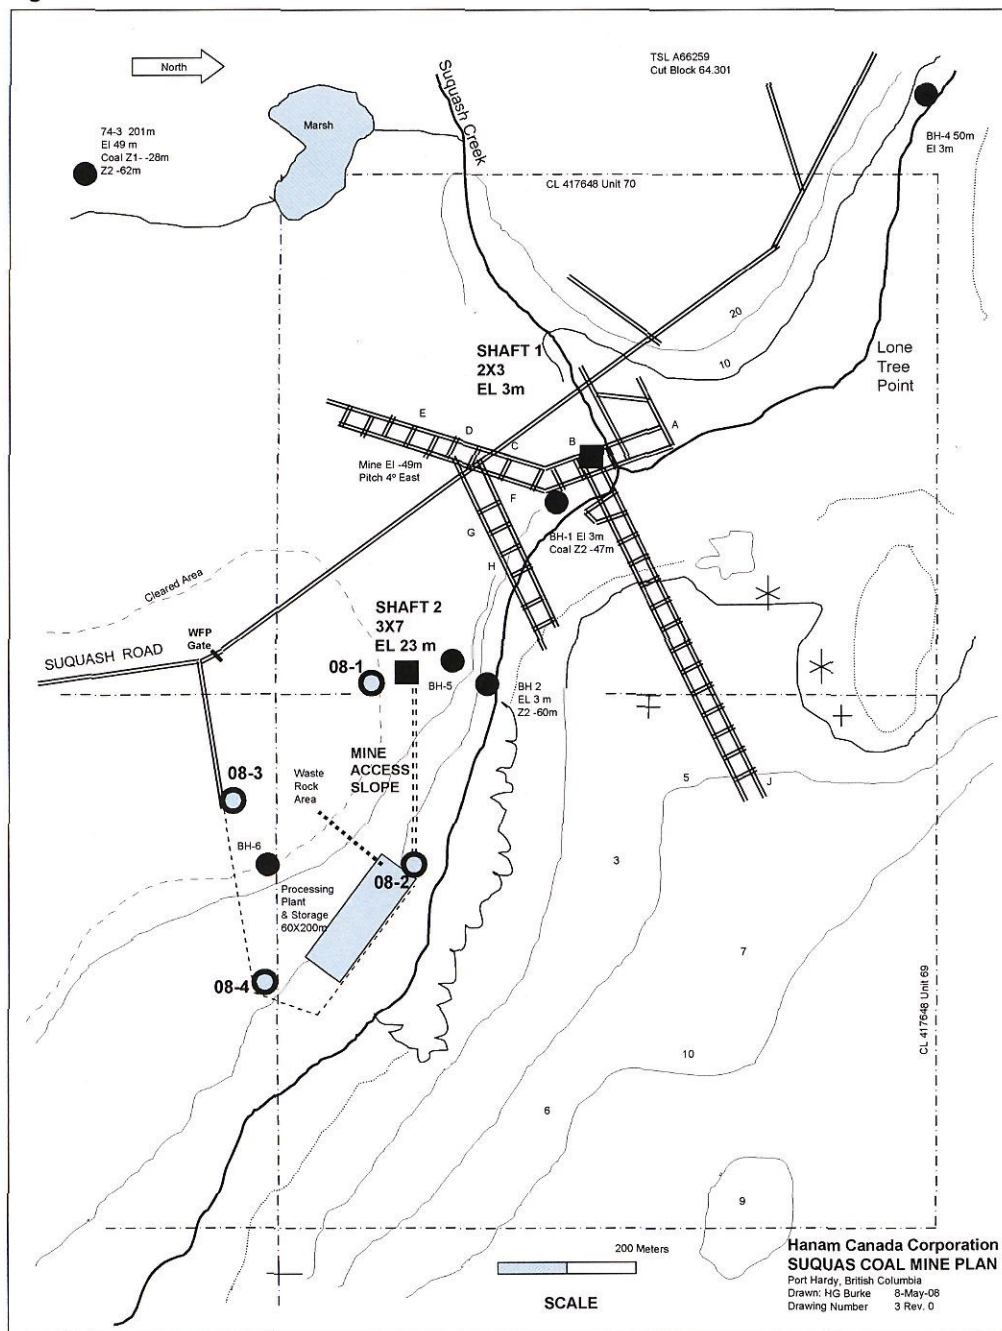 North
TSL A66259
Cut Block 64.301
Suquash Creek
Marsh
74-3 201m
El 49 m
Coal Z1- -28m
Z2 -62m
BH-4 50m
El 3m
CL 417648 Unit 70
20
10
Lone
Tree
Point
SHAFT 1
2X3
EL 3m
E
D
C
B
A
Mine El -49m
Pitch 4º East
F
G
H
BH-1 El 3m
Coal Z2 -47m
Cleared Area
SHAFT 2
3X7
EL 23 m
WFP
Gate
SUQUASH ROAD
08-1
BH-5
BH 2
EL 3 m
Z2 -60m
MINE
ACCESS
SLOPE
08-3
Waste
Rock
Area
5
J
3
BH-6
08-2
Processing
Plant
& Storage
60X200m
7
08-4
CL 417648 Unit 69
10
6
9
200 Meters
SCALE
Hanam Canada Corporation
SUQUAS COAL MINE PLAN
Port Hardy, British Columbia
Drawn: HG Burke 8-May-08
Drawing Number 3 Rev. 0